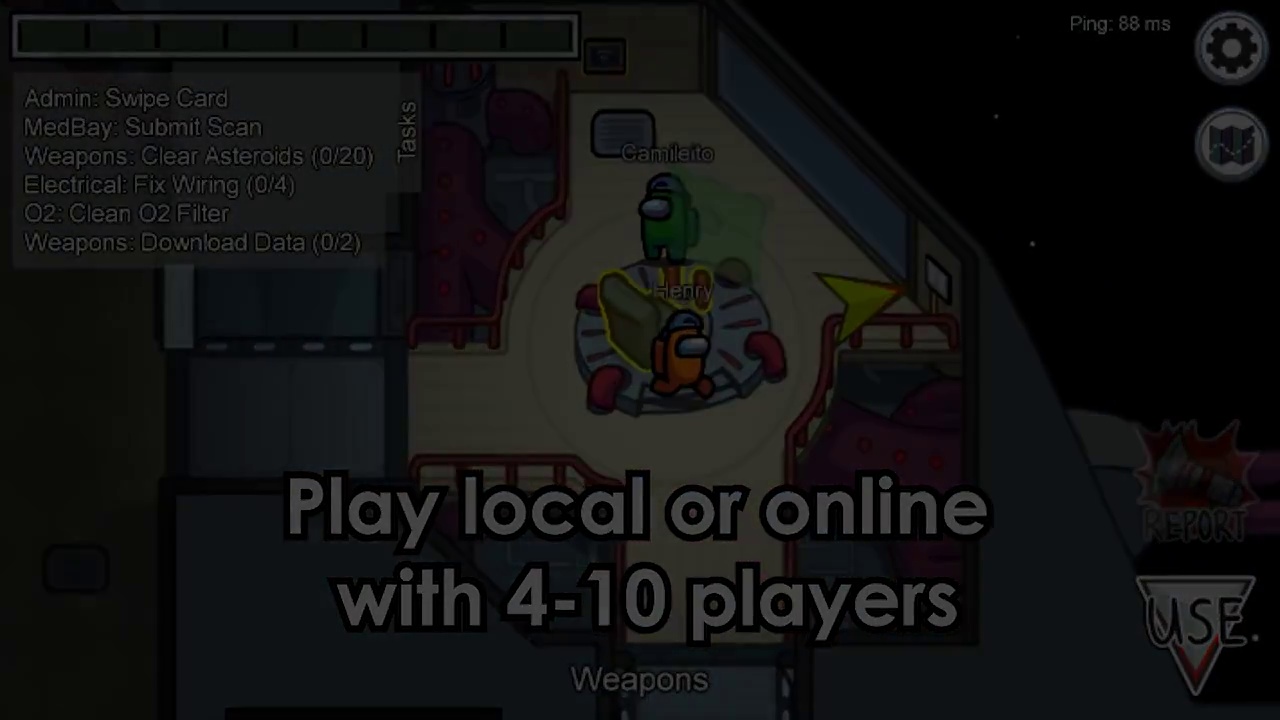 Ping: 88 ms
Admin: Swipe Card
MedBay: Submit Scan
Weapons: Clear Asteroids (0/20)
Electrical: Fix Wiring (0/4)
O2: Clean O2 Filter
Weapons: Download Data (0/2)
Tasks
Camileito
Henry
Play local or online
with 4-10 players
REPORT
USE.
Weapons